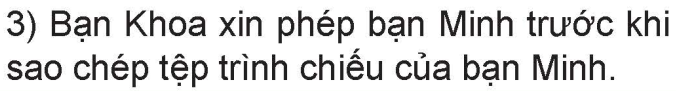 3) Bạn Khoa xin phép bạn Minh trước khi
sao chép tệp trình chiếu của bạn Minh.